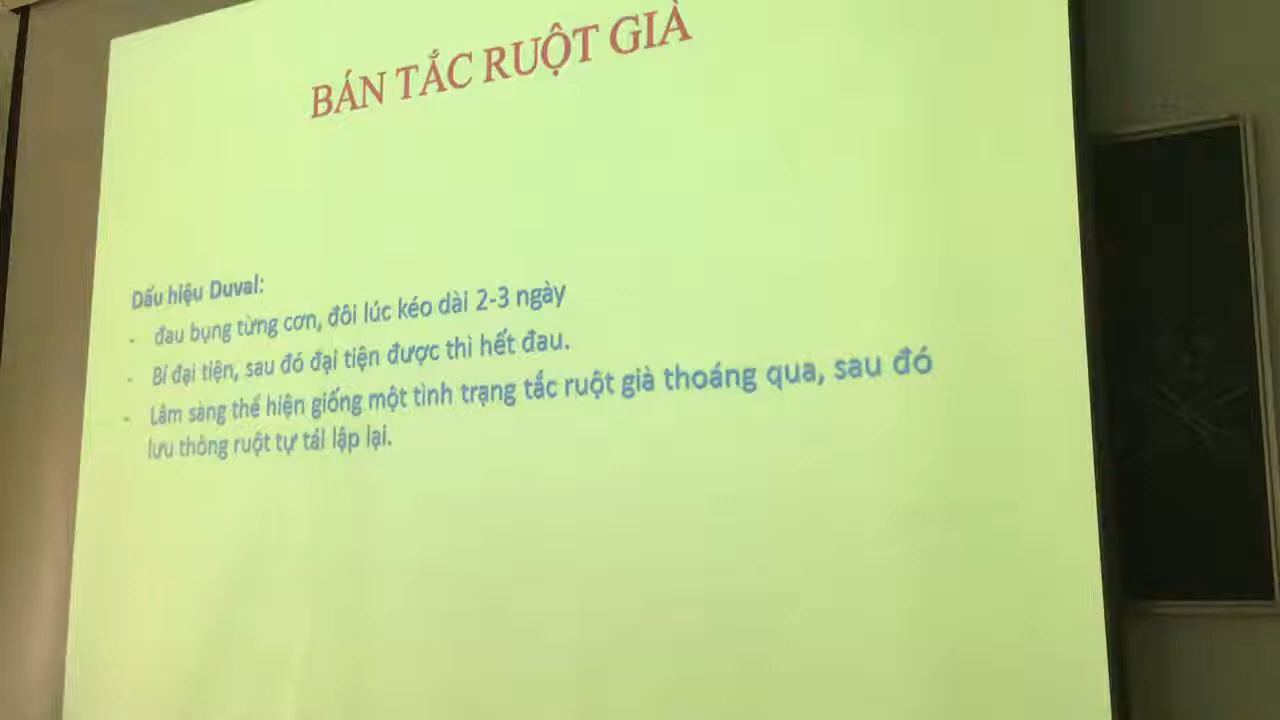 BÁN TẮC RUỘT GIÀ
Dấu hiệu Duval:
- đau bụng từng cơn, đôi lúc kéo dài 2-3 ngày
- Bí đại tiện, sau đó đại tiện được thì hết đau.
- Lâm sàng thể hiện giống một tình trạng tắc ruột già thoáng qua, sau đó
lưu thông ruột tự tái lập lại.